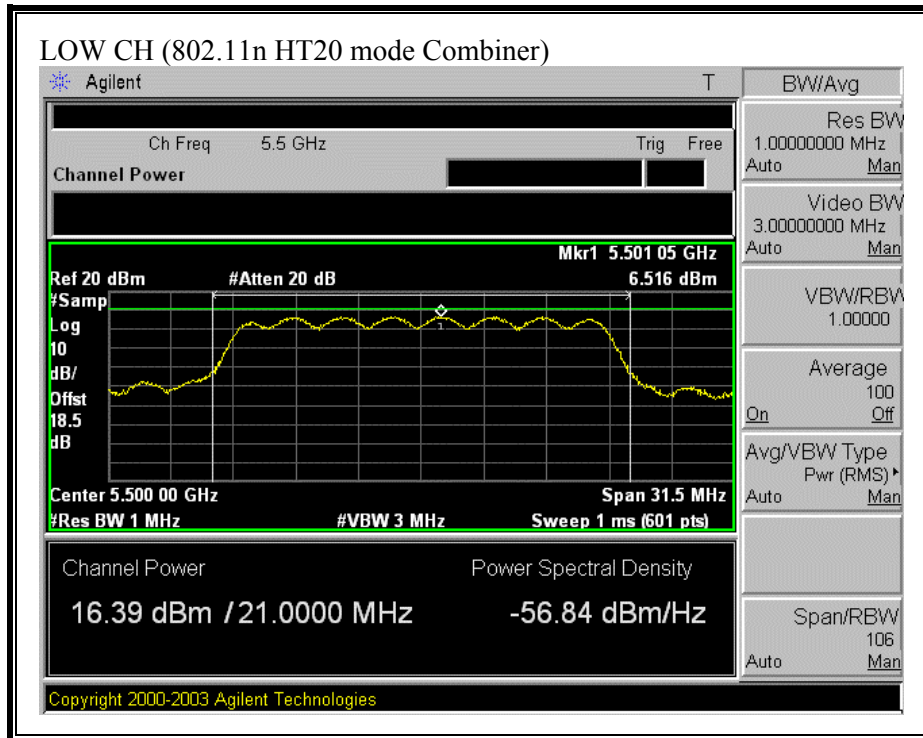 LOW CH (802.11n HT20 mode Combiner)
Agilent T
BW/Avg
Ch Freq 5.5 GHz Trig Free
Channel Power
Res BW
1.00000000 MHz
Auto Man
Video BW
3.00000000 MHz
Auto Man
Mkr1 5.501 05 GHz
Ref 20 dBm #Atten 20 dB 6.516 dBm
#Samp
Log
10
dB/
Offst
18.5
dB
1
VBW/RBW
1.00000
Average
100
On Off
Avg/VBW Type
Pwr (RMS)
Auto Man
Center 5.500 00 GHz Span 31.5 MHz
#Res BW 1 MHz #VBW 3 MHz Sweep 1 ms (601 pts)
Channel Power Power Spectral Density
16.39 dBm / 21.0000 MHz -56.84 dBm/Hz
Span/RBW
106
Auto Man
Copyright 2000-2003 Agilent Technologies